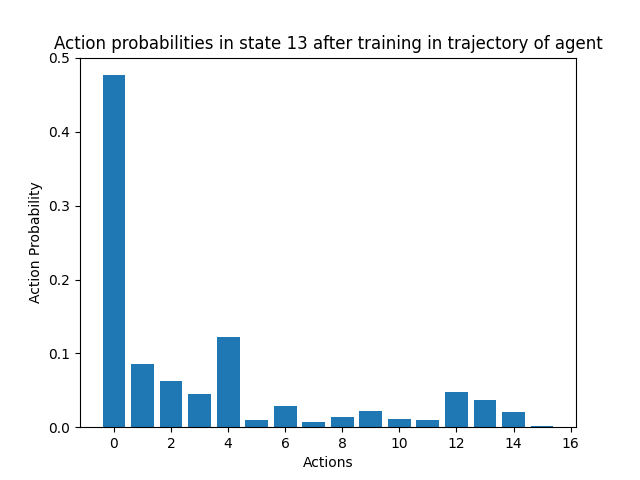 Action probabilities in state 13 after training in trajectory of agent
0.5
0.4
0.3
0.2
0.1
0.0
Action Probability
0 2 4 6 8 10 12 14 16
Actions